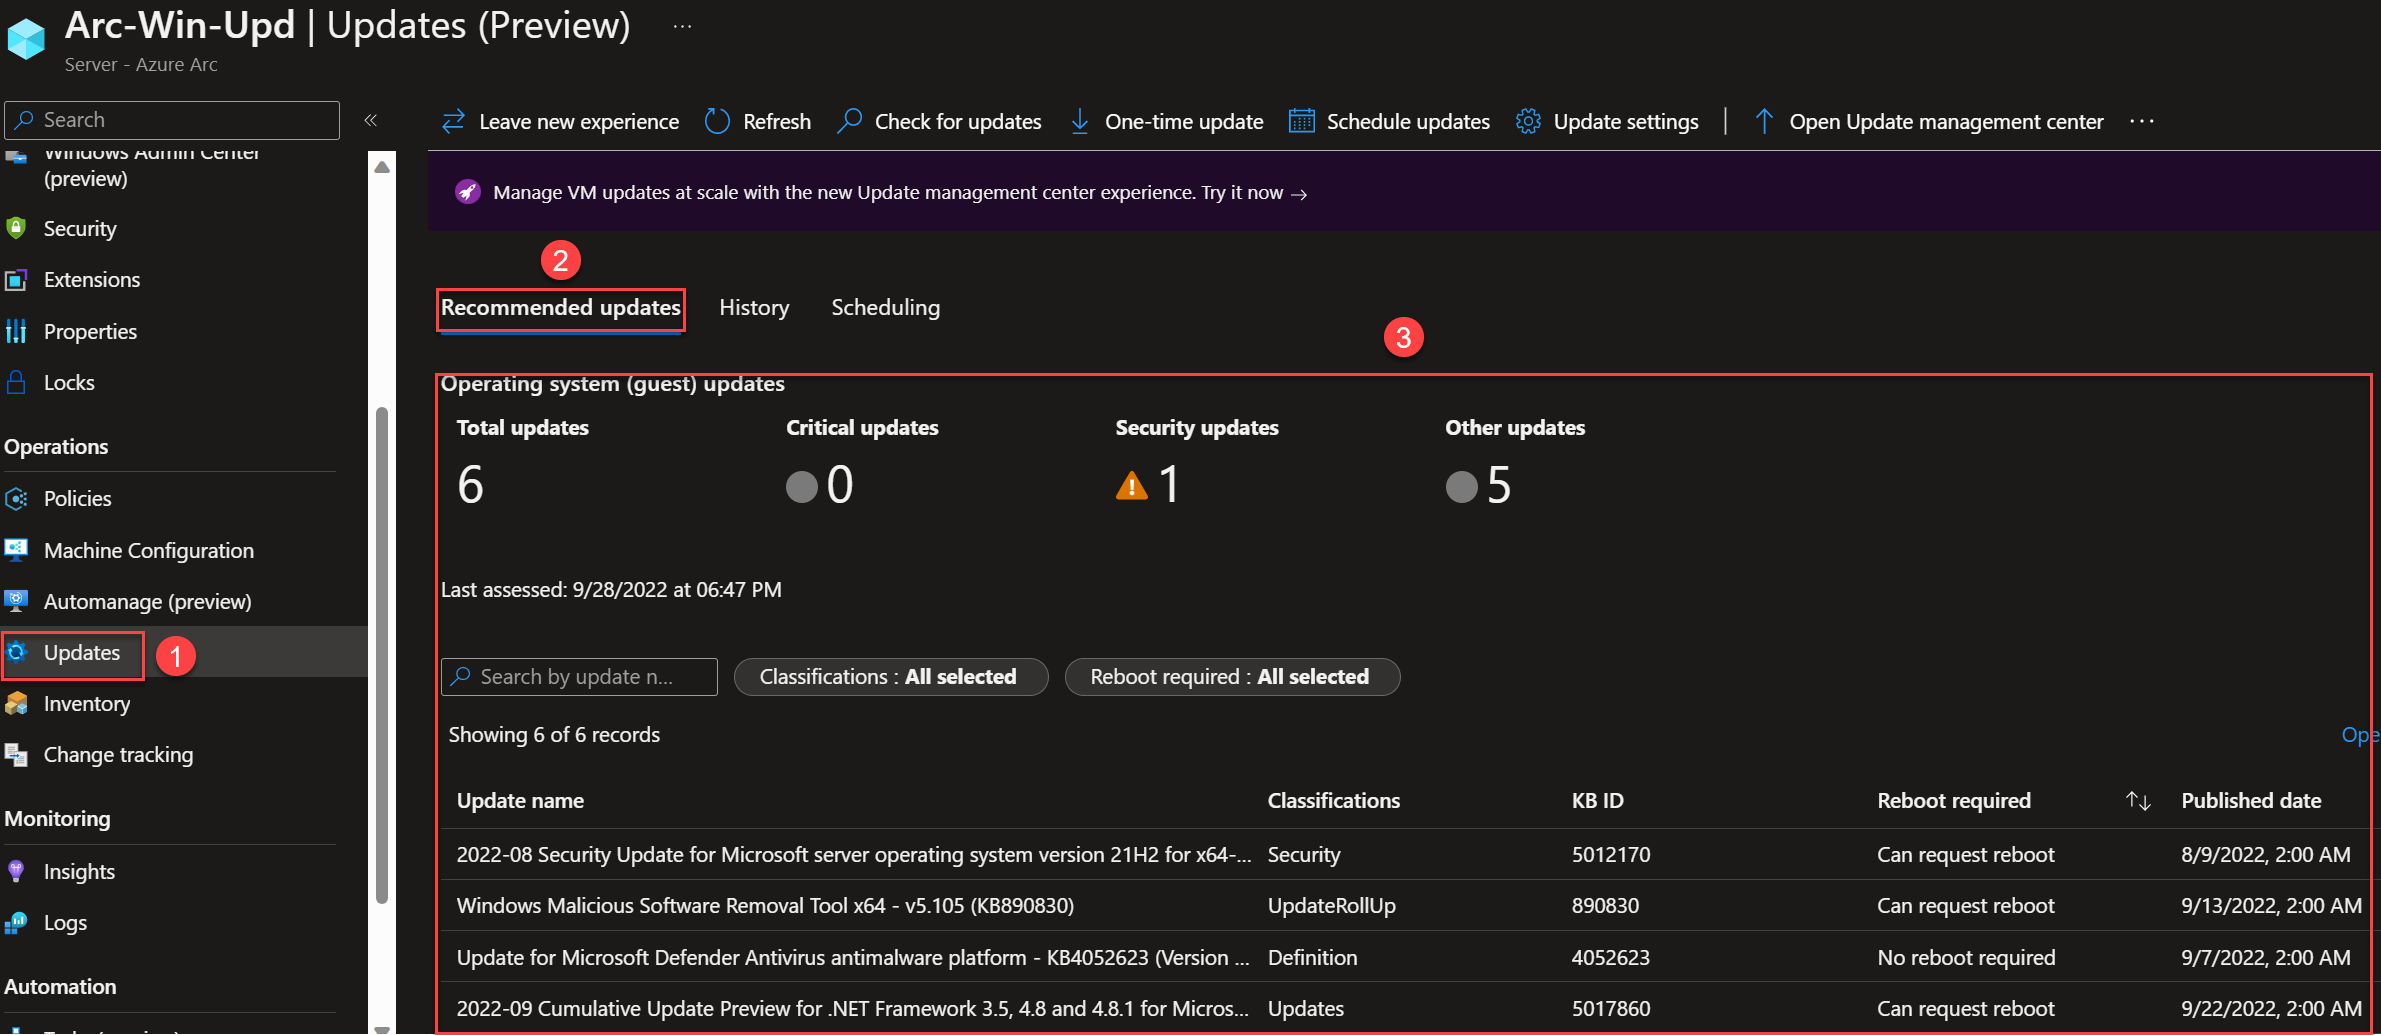 Arc-Win-Upd | Updates (Preview) ...
Server - Azure Arc
Search
«
Windows Admin Center
(preview)
Security
Extensions
Properties
Locks
Operations
Policies
Machine Configuration
Automanage (preview)
Updates
1
Inventory
Change tracking
Monitoring
Insights
Logs
Automation
Leave new experience
Refresh
Check for updates
One-time update
Schedule updates
Update settings
Open Update management center
...
Manage VM updates at scale with the new Update management center experience. Try it now →
2
Recommended updates
History
Scheduling
3
Operating system (guest) updates
Total updates
Critical updates
Security updates
Other updates
6
0
1
5
Last assessed: 9/28/2022 at 06:47 PM
Search by update n...
Classifications : All selected
Reboot required : All selected
Showing 6 of 6 records
Ope
Update name Classifications KB ID Reboot required ↑↓ Published date
2022-08 Security Update for Microsoft server operating system version 21H2 for x64-... Security 5012170 Can request reboot 8/9/2022, 2:00 AM
Windows Malicious Software Removal Tool x64 - v5.105 (KB890830) UpdateRollUp 890830 Can request reboot 9/13/2022, 2:00 AM
Update for Microsoft Defender Antivirus antimalware platform - KB4052623 (Version ... Definition 4052623 No reboot required 9/7/2022, 2:00 AM
2022-09 Cumulative Update Preview for .NET Framework 3.5, 4.8 and 4.8.1 for Micros... Updates 5017860 Can request reboot 9/22/2022, 2:00 AM